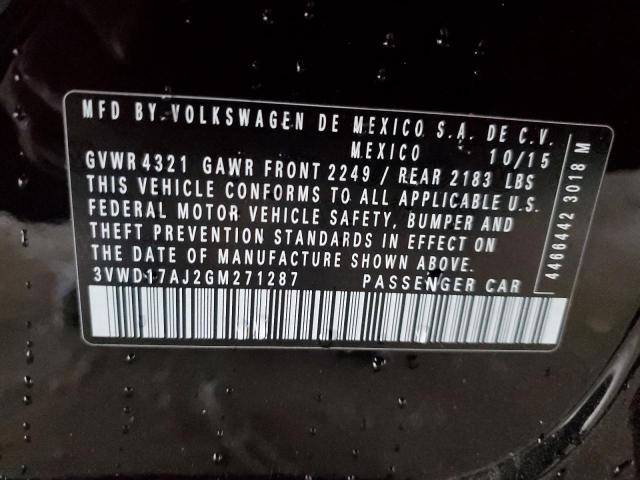 MFD BY VOLKSWAGEN DE MEXICO S.A. DE C.V.
MEXICO 10/15
GVWR 4321 GAWR FRONT 2249 / REAR 2183 LBS
THIS VEHICLE CONFORMS TO ALL APPLICABLE U.S.
FEDERAL MOTOR VEHICLE SAFETY, BUMPER AND
THEFT PREVENTION STANDARDS IN EFFECT ON
THE DATE OF MANUFACTURE SHOWN ABOVE.
3VWD17AJ2GM271287 PASSENGER CAR
4466442 3018 M